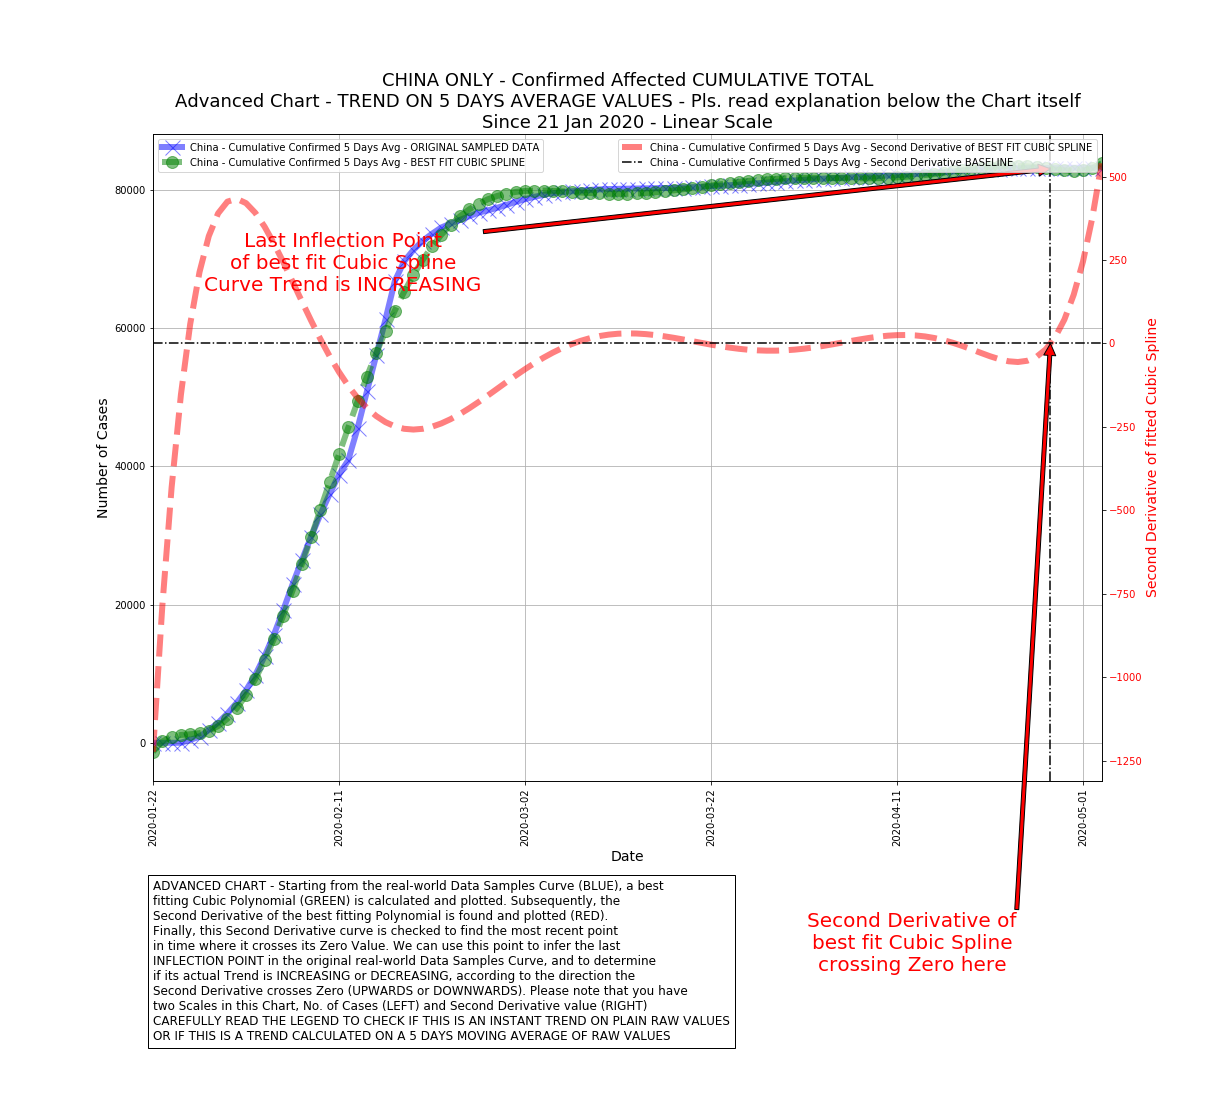 CHINA ONLY - Confirmed Affected CUMULATIVE TOTAL
Advanced Chart - TREND ON 5 DAYS AVERAGE VALUES - Pls. read explanation below the Chart itself
Since 21 Jan 2020 - Linear Scale
China - Cumulative Confirmed 5 Days Avg - ORIGINAL SAMPLED DATA
China - Cumulative Confirmed 5 Days Avg - BEST FIT CUBIC SPLINE
China - Cumulative Confirmed 5 Days Avg - Second Derivative of BEST FIT CUBIC SPLINE
China - Cumulative Confirmed 5 Days Avg - Second Derivative BASELINE
Last Inflection Point
of best fit Cubic Spline
Curve Trend is INCREASING
Number of Cases
80000
60000
40000
20000
0
500
250
0
−250
−500
−750
−1000
−1250
Second Derivative of fitted Cubic Spline
2020-01-22
2020-02-11
2020-03-02
2020-03-22
2020-04-11
2020-05-01
Date
ADVANCED CHART - Starting from the real-world Data Samples Curve (BLUE), a best
fitting Cubic Polynomial (GREEN) is calculated and plotted. Subsequently, the
Second Derivative of the best fitting Polynomial is found and plotted (RED).
Finally, this Second Derivative curve is checked to find the most recent point
in time where it crosses its Zero Value. We can use this point to infer the last
INFLECTION POINT in the original real-world Data Samples Curve, and to determine
if its actual Trend is INCREASING or DECREASING, according to the direction the
Second Derivative crosses Zero (UPWARDS or DOWNWARDS). Please note that you have
two Scales in this Chart, No. of Cases (LEFT) and Second Derivative value (RIGHT)
CAREFULLY READ THE LEGEND TO CHECK IF THIS IS AN INSTANT TREND ON PLAIN RAW VALUES
OR IF THIS IS A TREND CALCULATED ON A 5 DAYS MOVING AVERAGE OF RAW VALUES
Second Derivative of
best fit Cubic Spline
crossing Zero here